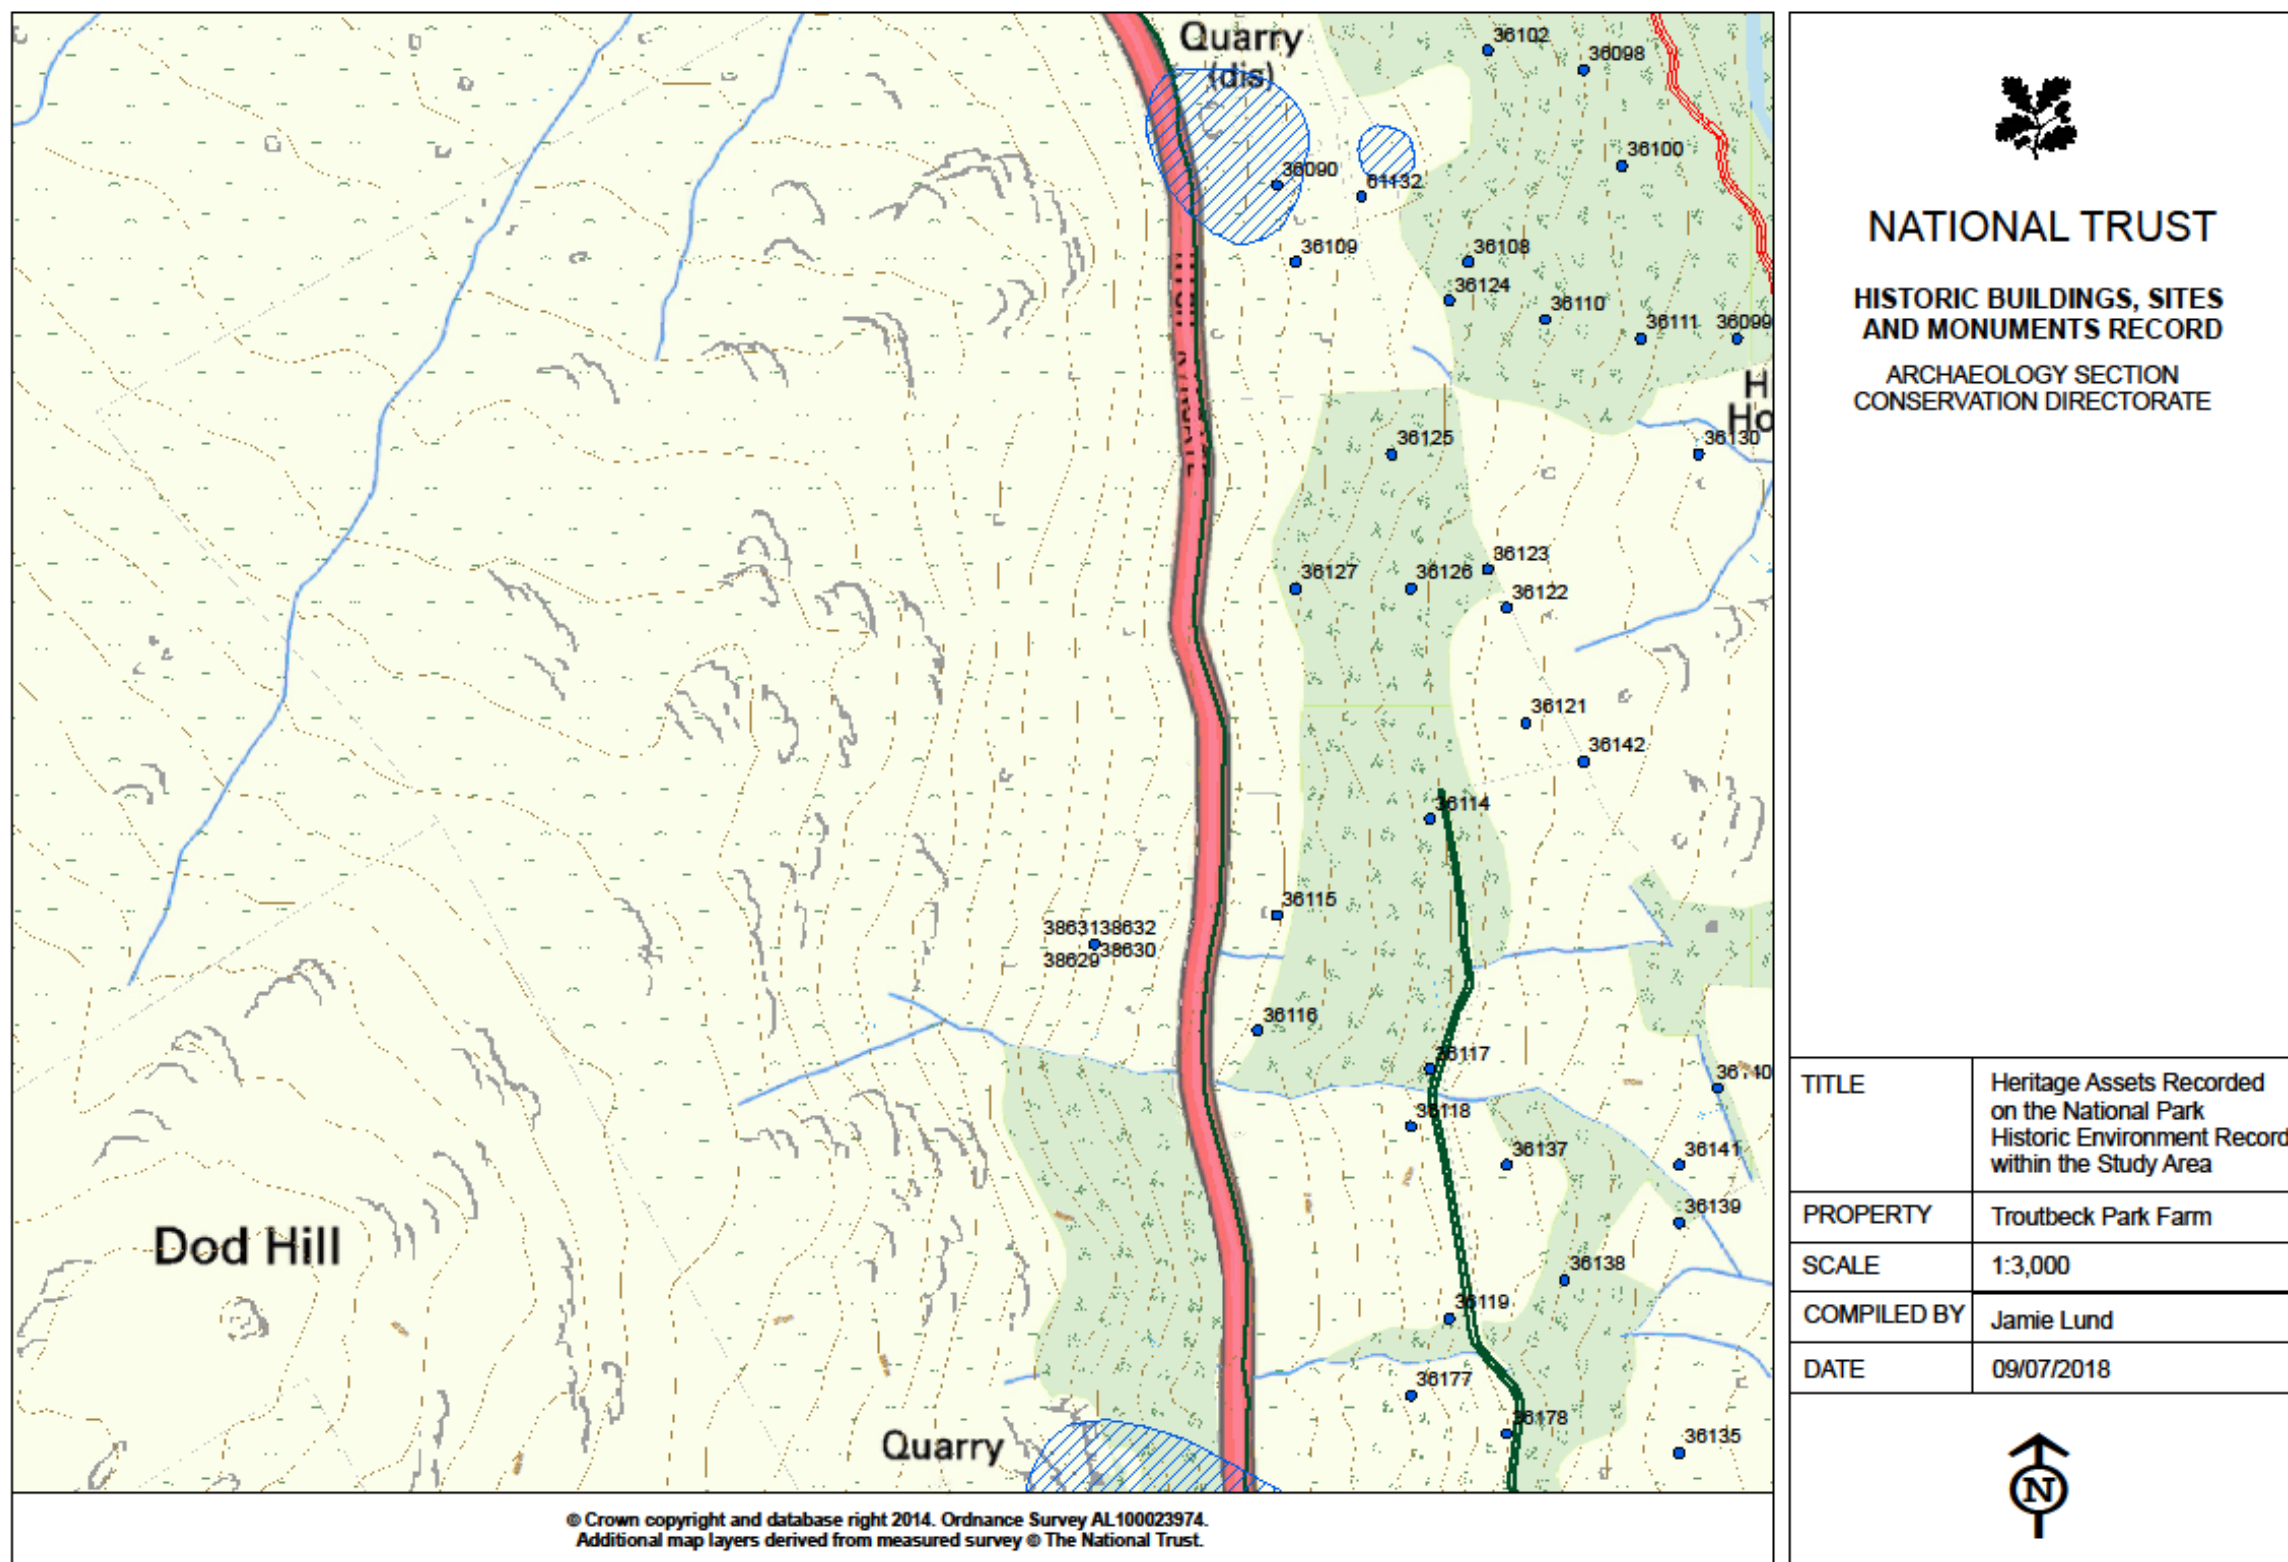 Quarry
(dis)
36102
36098
36100
36090
61132
36109
36108
36124
36110
36111
36099
H
Ho
36125
36130
36123
36127
36126
36122
36121
36142
36114
36115
3863138632
38630
38629
36116
36117
36118
36137
36141
36139
Dod Hill
36138
36119
36177
36178
36135
Quarry
© Crown copyright and database right 2014. Ordnance Survey AL100023974.
Additional map layers derived from measured survey © The National Trust.
NATIONAL TRUST
HISTORIC BUILDINGS, SITES
AND MONUMENTS RECORD
ARCHAEOLOGY SECTION
CONSERVATION DIRECTORATE
TITLE
Heritage Assets Recorded
on the National Park
Historic Environment Record
within the Study Area
PROPERTY
Troutbeck Park Farm
SCALE
1:3,000
COMPILED BY
Jamie Lund
DATE
09/07/2018
N